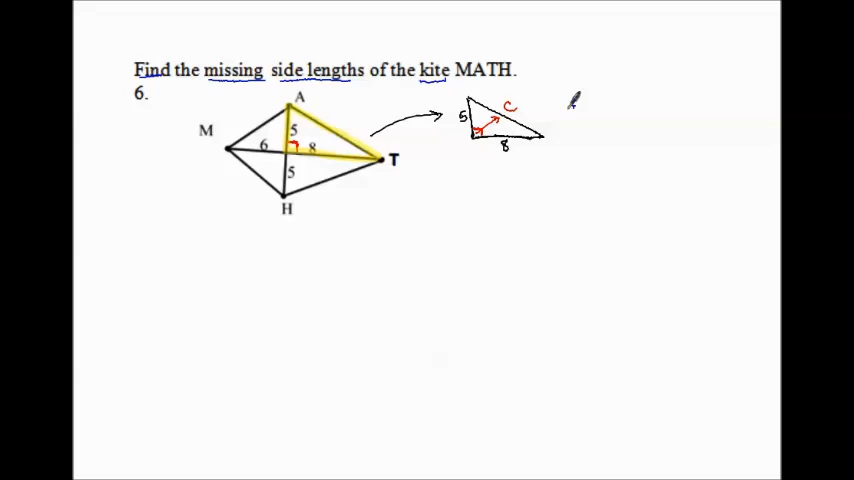 Find the missing side lengths of the kite MATH.
6.
A
M
5
6
8
T
5
H
5
C
8